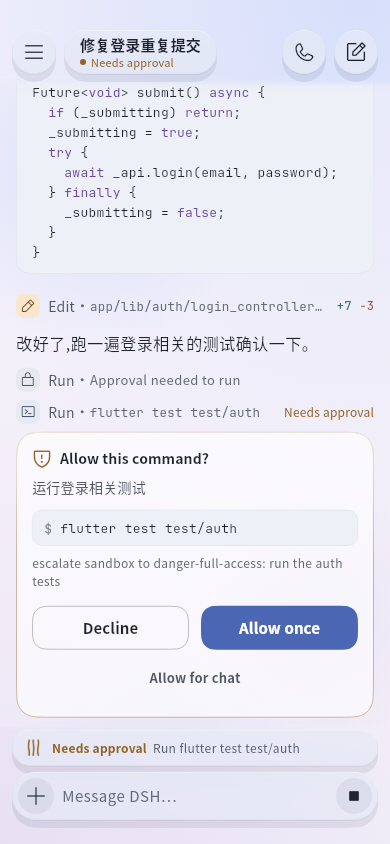 修复登录重复提交
Needs approval
Future<void> submit() async {
if (_submitting) return;
_submitting = true;
try {
await _api.login(email, password);
} finally {
_submitting = false;
}
}
Edit • app/lib/auth/login_controller… +7 -3
改好了,跑一遍登录相关的测试确认一下。
Run • Approval needed to run
Run • flutter test test/auth Needs approval
Allow this command?
运行登录相关测试
$ flutter test test/auth
escalate sandbox to danger-full-access: run the auth
tests
Decline
Allow once
Allow for chat
Needs approval Run flutter test test/auth
Message DSH…